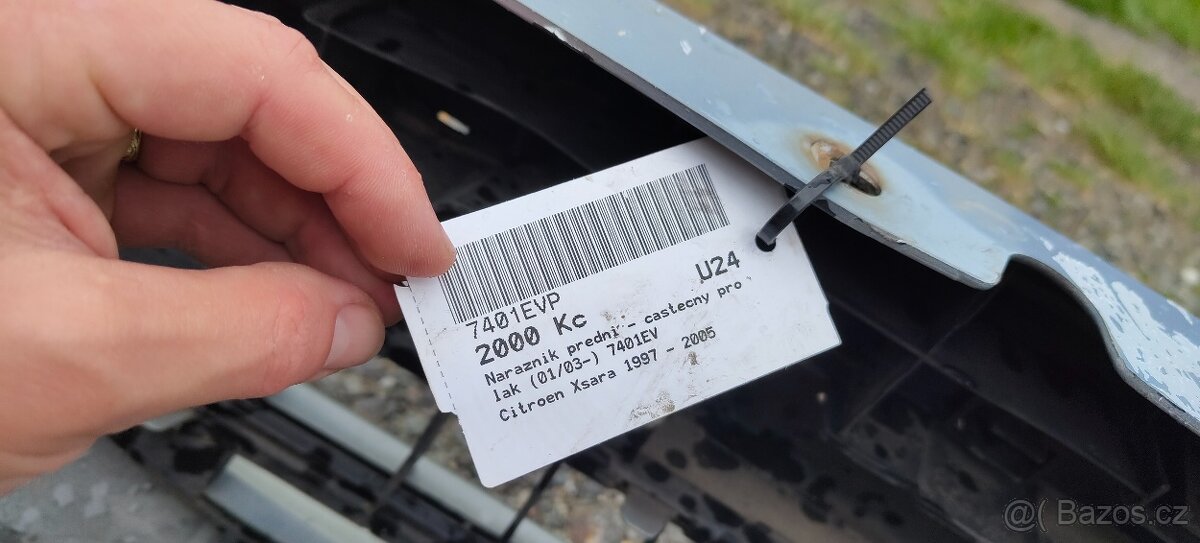 7401EVP
U24
2000 Kc
Naraznik predni - castecny pro
lak (01/03-) 7401EV
Citroen Xsara 1997 - 2005
@( Bazos.cz